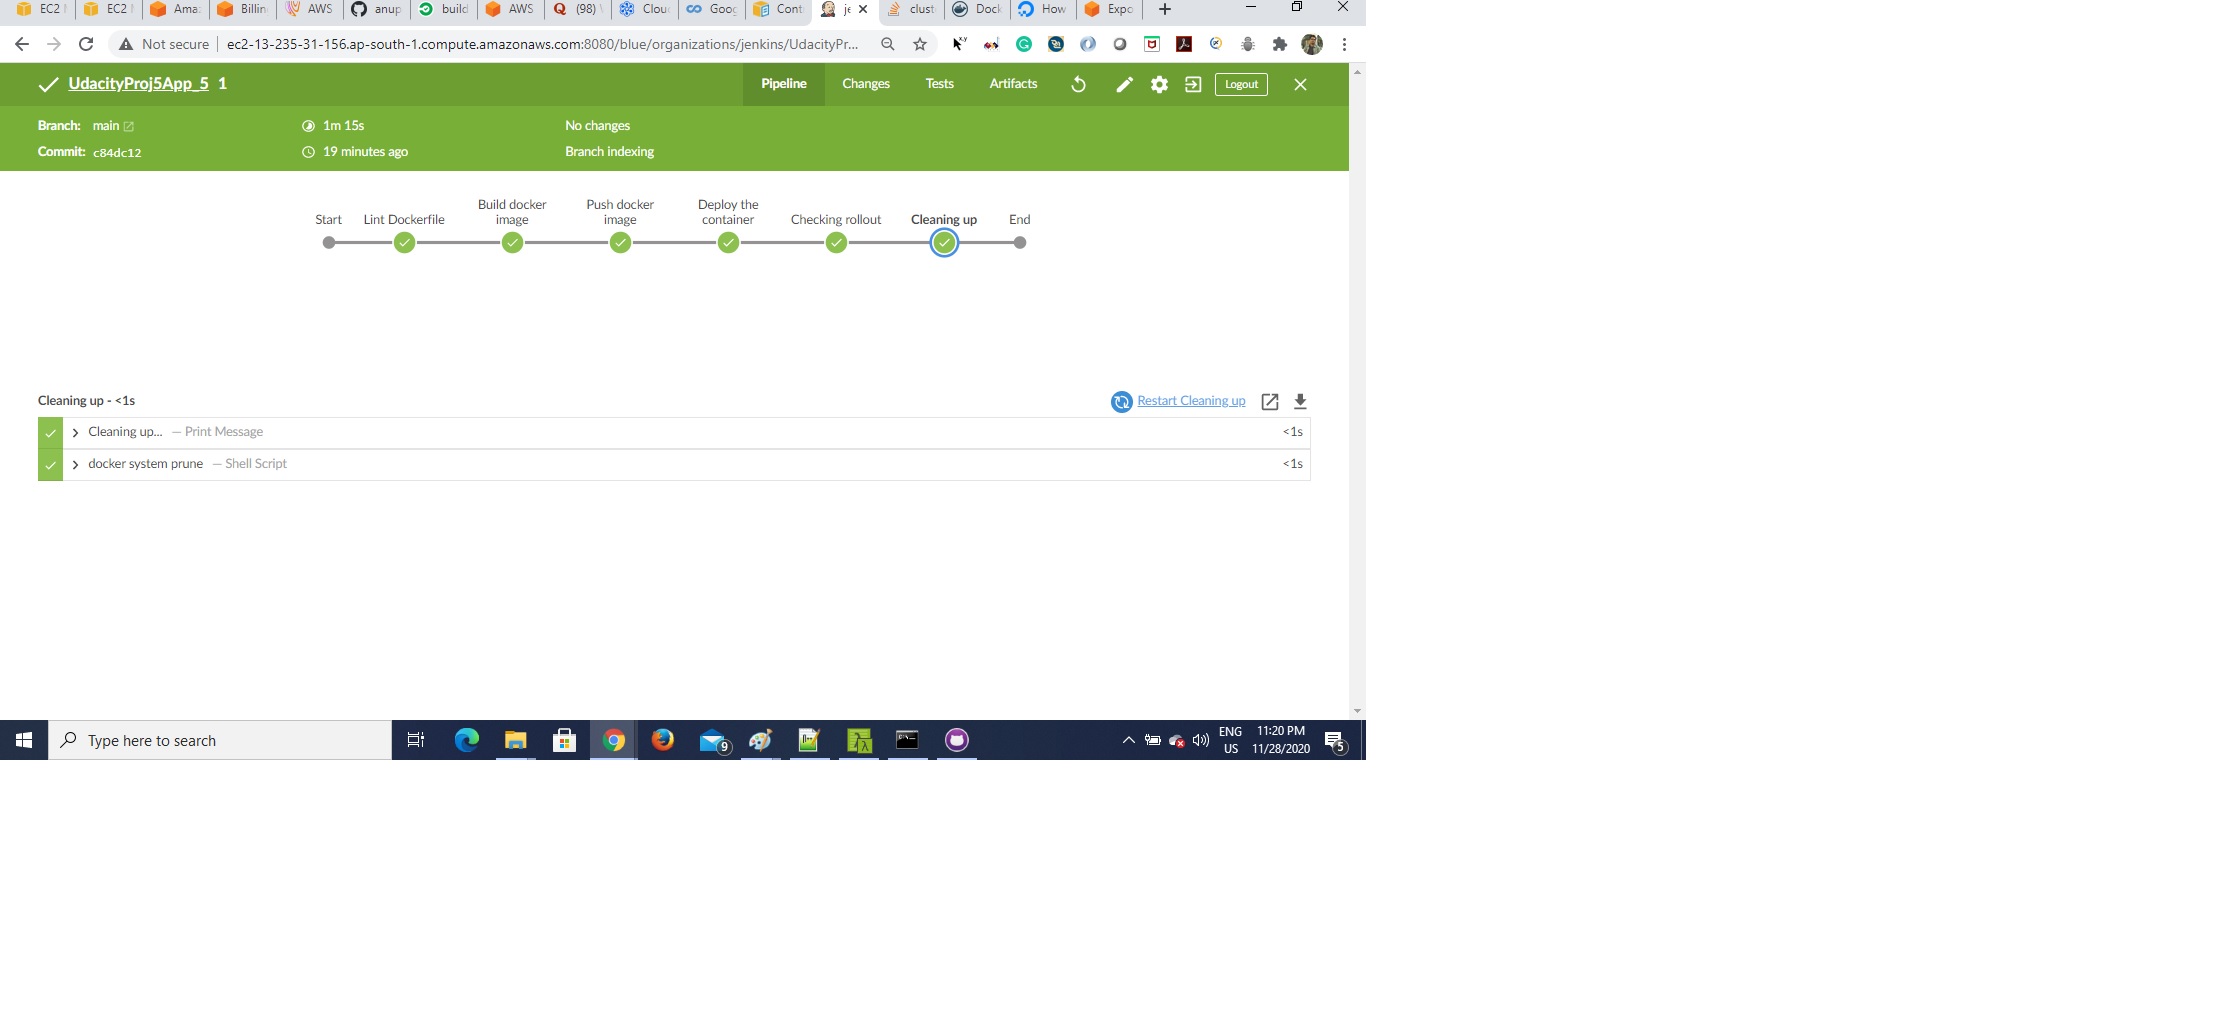 EC2 EC2 Ama Billin AWS anup build AWS (98) Clou Goog Cont je clust Dock How Expo
Not secure ec2-13-235-31-156.ap-south-1.compute.amazonaws.com:8080/blue/organizations/jenkins/UdacityPr...
UdacityProj5App_5 1 Pipeline Changes Tests Artifacts Logout
Branch: main 1m 15s No changes
Commit: c84dc12 19 minutes ago Branch indexing
Build docker Push docker Deploy the
Start Lint Dockerfile image image container Checking rollout Cleaning up End
Cleaning up - <1s Restart Cleaning up
Cleaning up... — Print Message <1s
docker system prune — Shell Script <1s
Type here to search 9 ENG 11:20 PM
US 11/28/2020 5